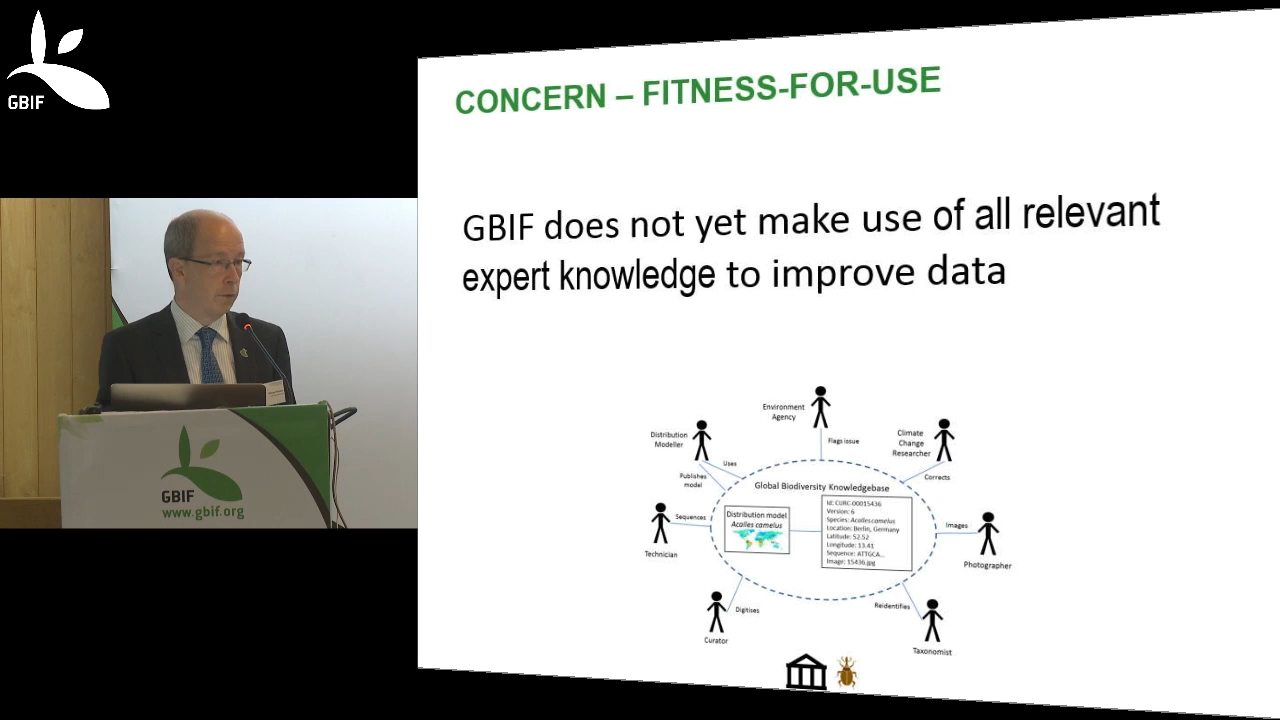 GBIF
CONCERN – FITNESS-FOR-USE
GBIF does not yet make use of all relevant
expert knowledge to improve data
Environment
Agency
Flags issue
Distribution
Modeller
Uses
Publishes
model
Climate
Change
Researcher
Corrects
Global Biodiversity Knowledgebase
Distribution model
Acalles camelus
Id: CURC-00015436
Version: 6
Species: Acalles camelus
Location: Berlin, Germany
Latitude: 52.52
Longitude: 13.41
Sequence: ATTGCA...
Image: 15436.jpg
Sequences
Technician
Images
Photographer
Digitises
Curator
Reidentifies
Taxonomist
GBIF
www.gbif.org